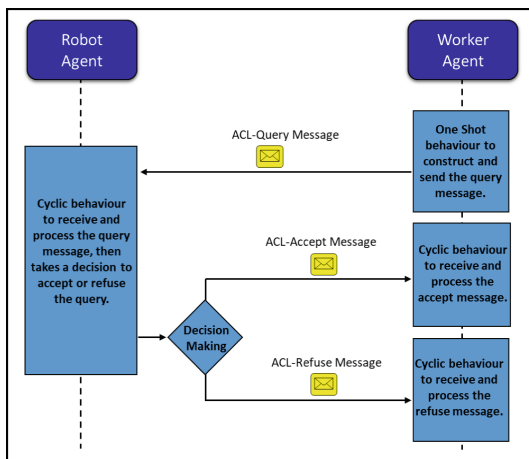 Robot
Agent
Worker
Agent
ACL-Query Message
One Shot
behaviour to
construct and
send the query
message.
Cyclic behaviour
to receive and
process the query
message, then
takes a decision to
accept or refuse
the query.
ACL-Accept Message
Cyclic behaviour
to receive and
process the
accept message.
Decision
Making
ACL-Refuse Message
Cyclic behaviour
to receive and
process the
refuse message.